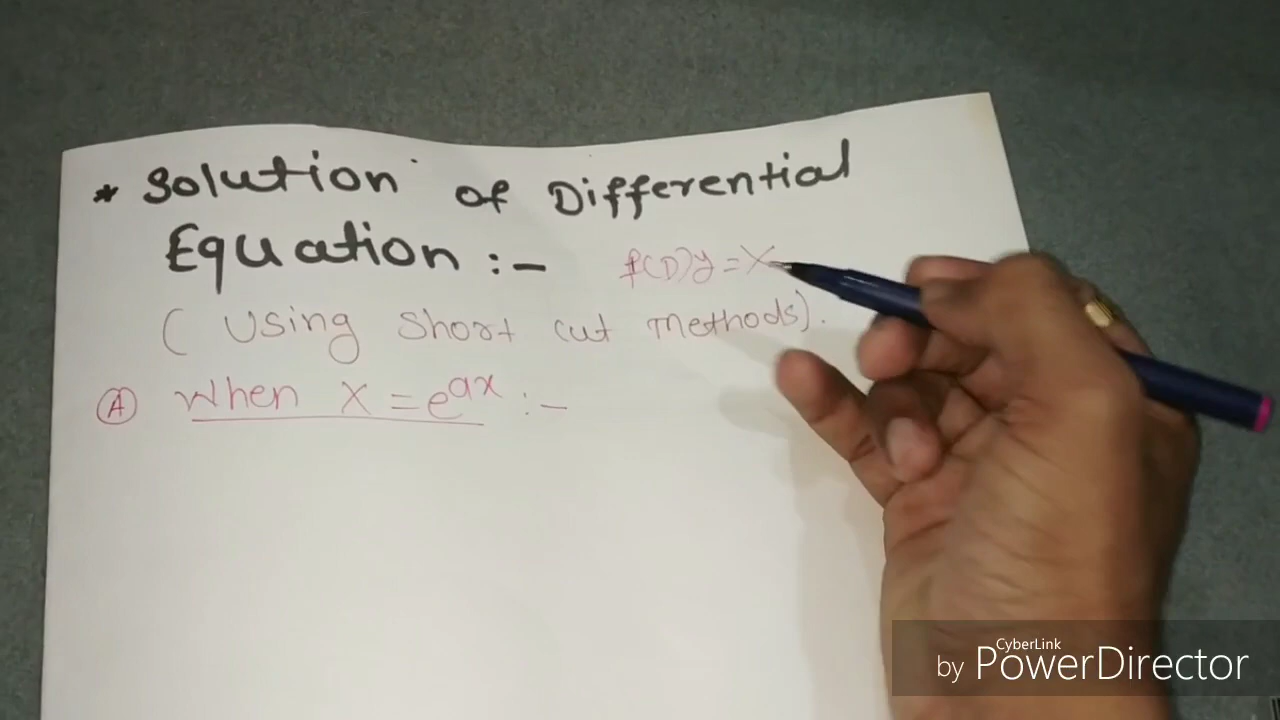 * Solution of Differential
Equation :-
f(D)y = X
( Using Short cut methods).
(A) When X = e^ax :-
CyberLink
by PowerDirector